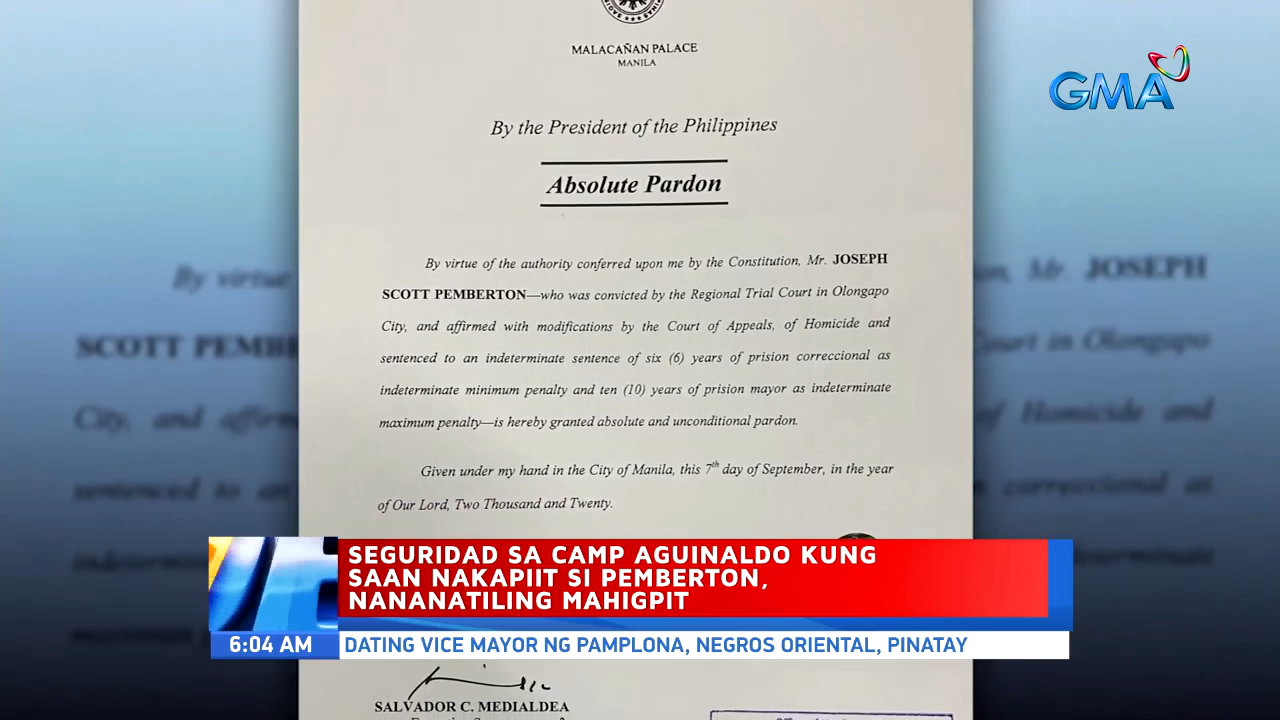 MALACAÑAN PALACE
MANILA
GMA
By the President of the Philippines
Absolute Pardon
By virtue of the authority conferred upon me by the Constitution, Mr. JOSEPH
SCOTT PEMBERTON—who was convicted by the Regional Trial Court in Olongapo
City, and affirmed with modifications by the Court of Appeals, of Homicide and
sentenced to an indeterminate sentence of six (6) years of prision correccional as
indeterminate minimum penalty and ten (10) years of prision mayor as indeterminate
maximum penalty—is hereby granted absolute and unconditional pardon.
Given under my hand in the City of Manila, this 7th day of September, in the year
of Our Lord, Two Thousand and Twenty.
SEGURIDAD SA CAMP AGUINALDO KUNG
SAAN NAKAPIIT SI PEMBERTON,
NANANATILING MAHIGPIT
6:04 AM
DATING VICE MAYOR NG PAMPLONA, NEGROS ORIENTAL, PINATAY
SALVADOR C. MEDIALDEA